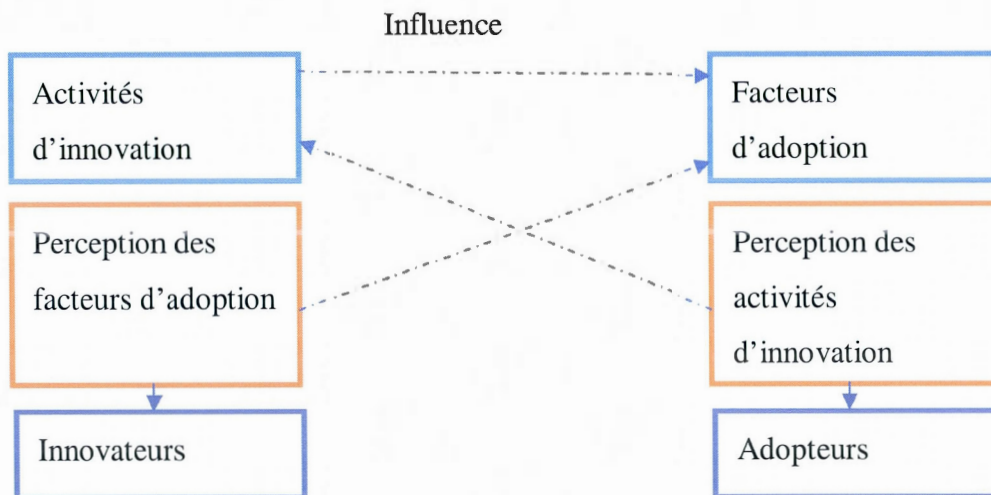 Influence
Activités
d'innovation
Facteurs
d'adoption
Perception des
facteurs d'adoption
Perception des
activités
d'innovation
Innovateurs
Adopteurs